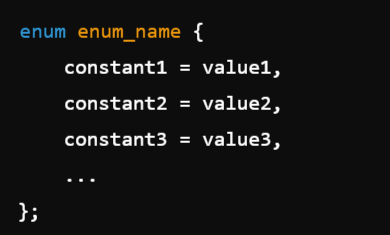 enum enum_name {
    constant1 = value1,
    constant2 = value2,
    constant3 = value3,
    ...
};